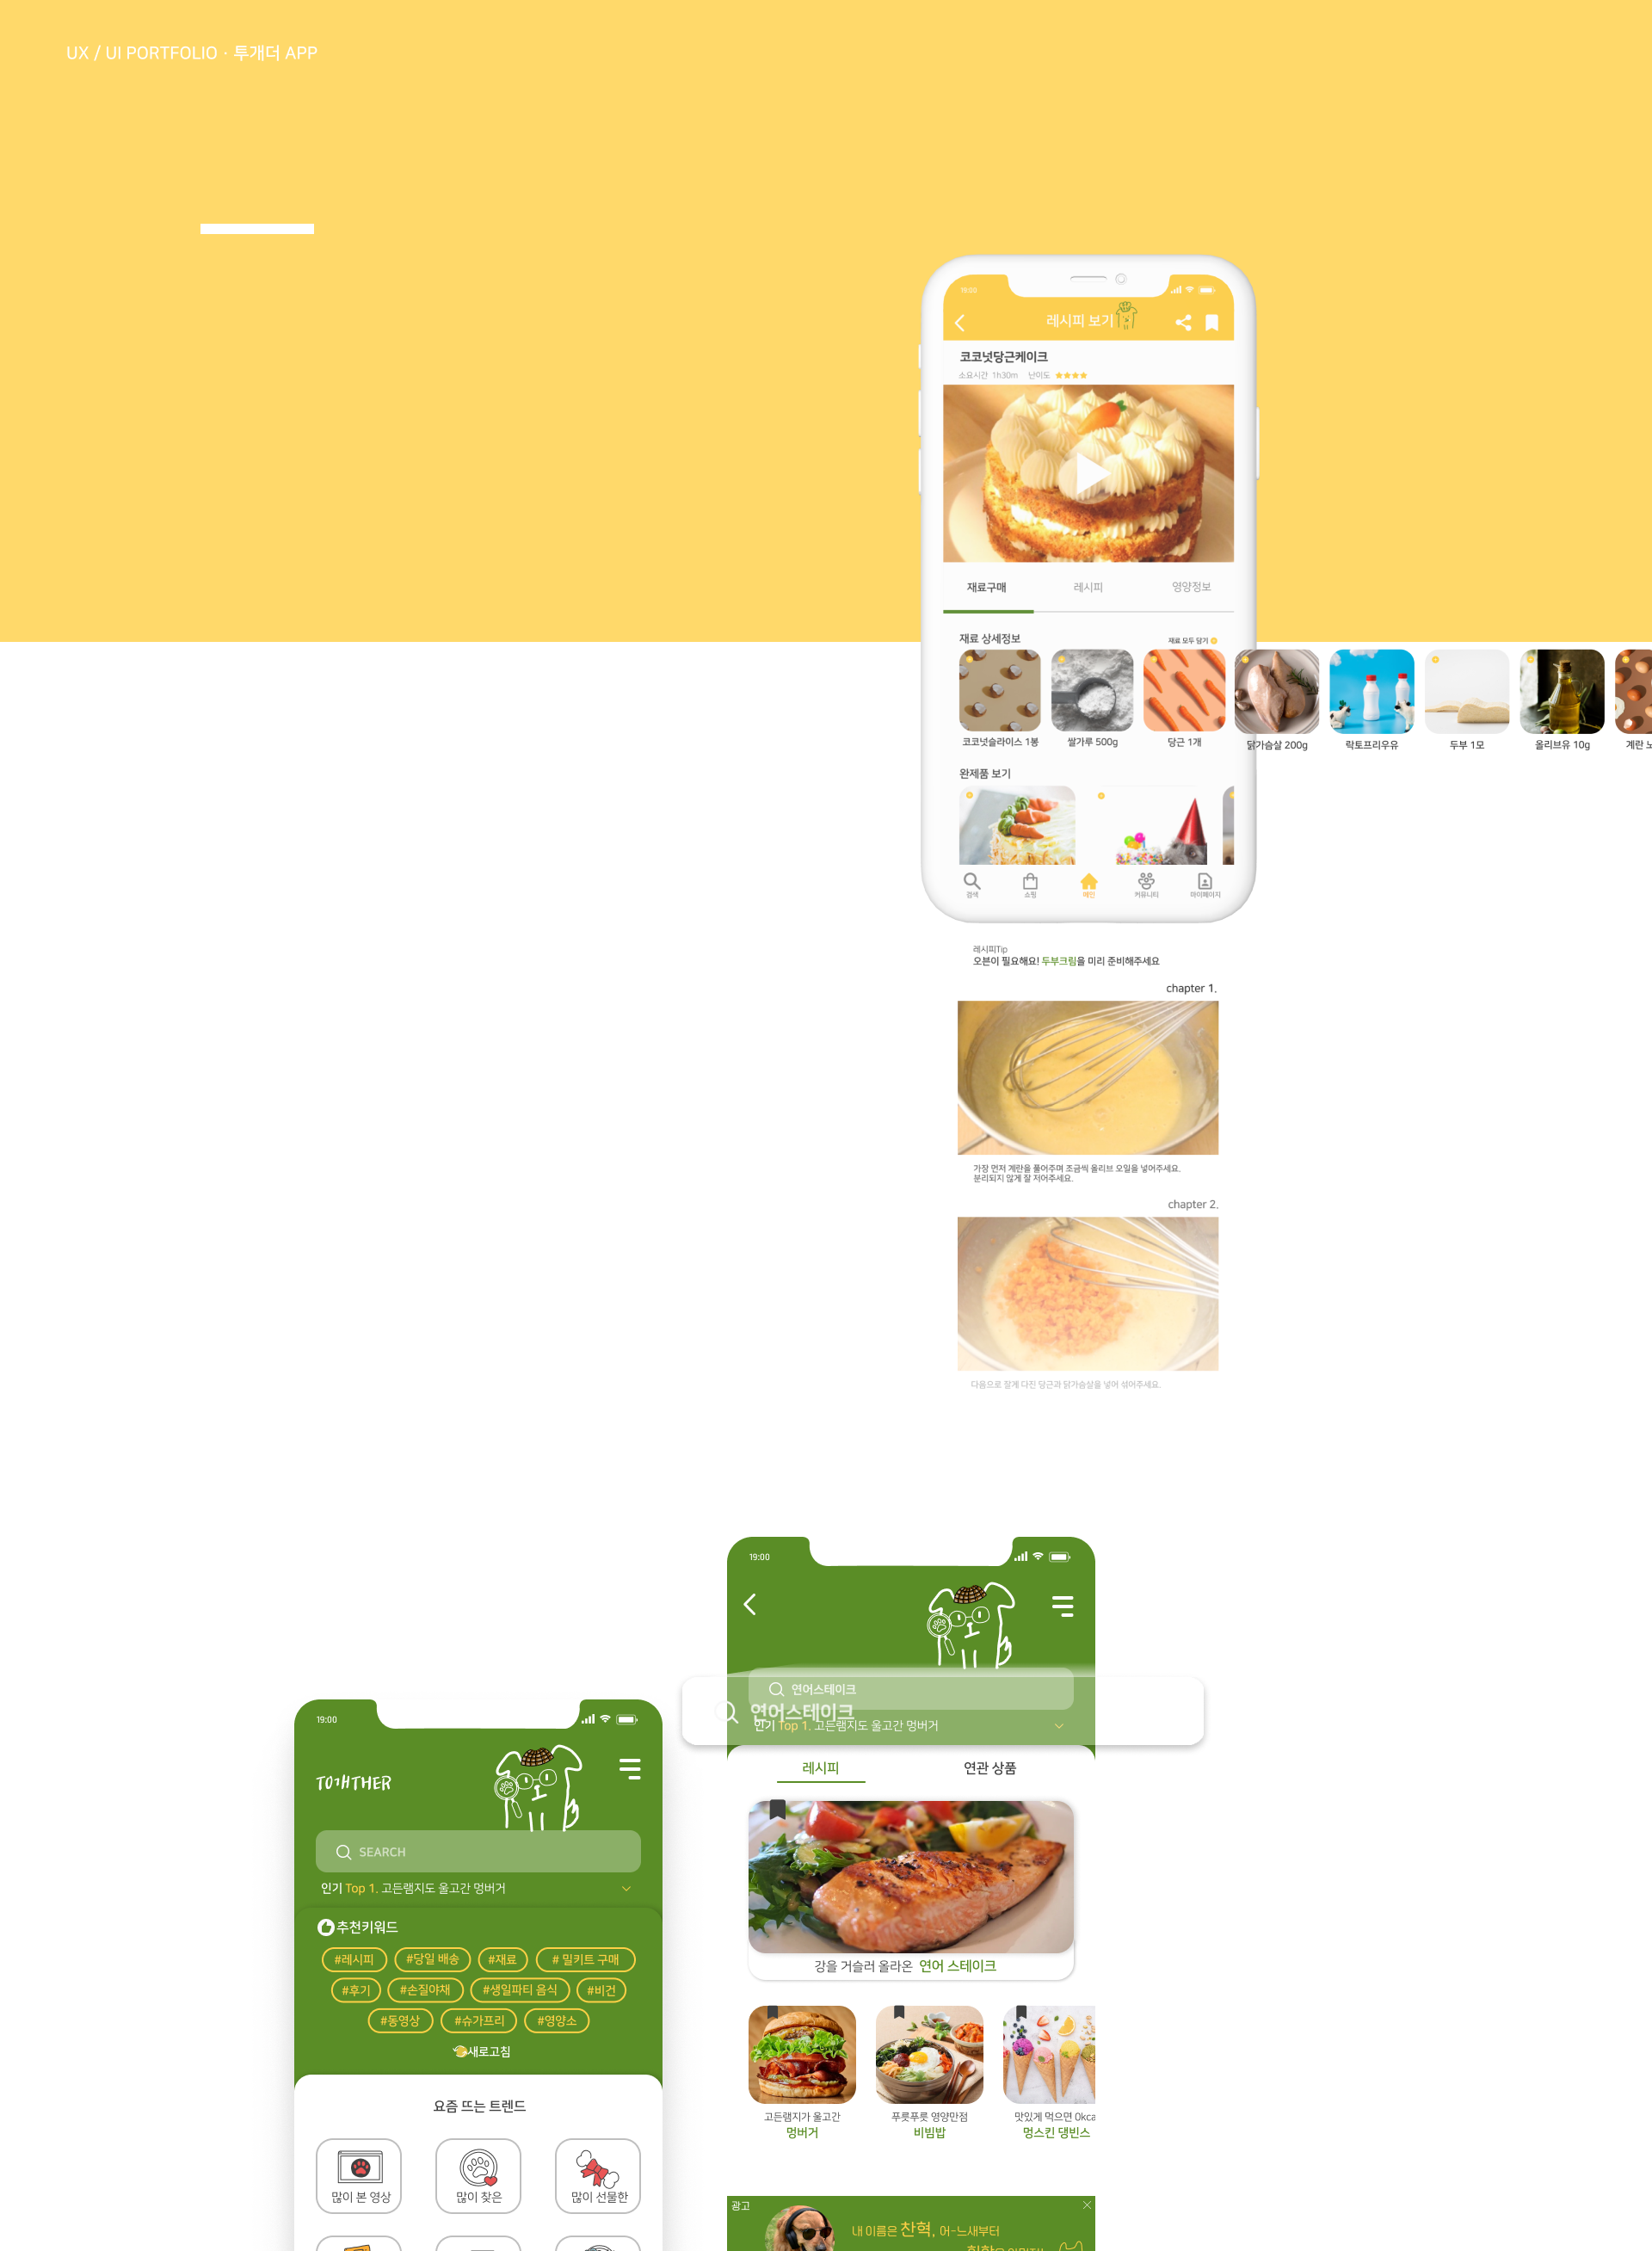 UX / UI PORTFOLIO · 투개더 APP
19:00
레시피 보기
코코넛당근케이크
소요시간 1h30m 난이도
재료구매 레시피 영양정보
재료 상세정보
재료 모두 담기
코코넛슬라이스 1봉 쌀가루 500g 당근 1개 닭가슴살 200g 락토프리우유 두부 1모 올리브유 10g 계란
완제품 보기
검색 쇼핑 메인 커뮤니티 마이페이지
레시피Tip
오븐이 필요해요! 두부크림을 미리 준비해주세요
chapter 1.
가장 먼저 계란을 풀어주며 조금씩 올리브 오일을 넣어주세요.
분리되지 않게 잘 저어주세요.
chapter 2.
다음으로 잘게 다진 당근과 닭가슴살을 넣어 섞어주세요.
19:00
연어스테이크
연어스테이크
인기 Top 1. 고든램지도 울고간 멍버거
레시피 연관 상품
강을 거슬러 올라온 연어 스테이크
고든램지가 울고간
멍버거
푸릇푸릇 영양만점
비빔밥
맛있게 먹으면 0kca
멍스킨 댕빈스
광고
내 이름은 찬혁, 어-느새부터
19:00
SEARCH
인기 Top 1. 고든램지도 울고간 멍버거
추천키워드
#레시피 #당일 배송 #재료 # 밀키트 구매
#후기 #손질야채 #생일파티 음식 #비건
#동영상 #슈가프리 #영양소
새로고침
요즘 뜨는 트렌드
많이 본 영상 많이 찾은 많이 선물한